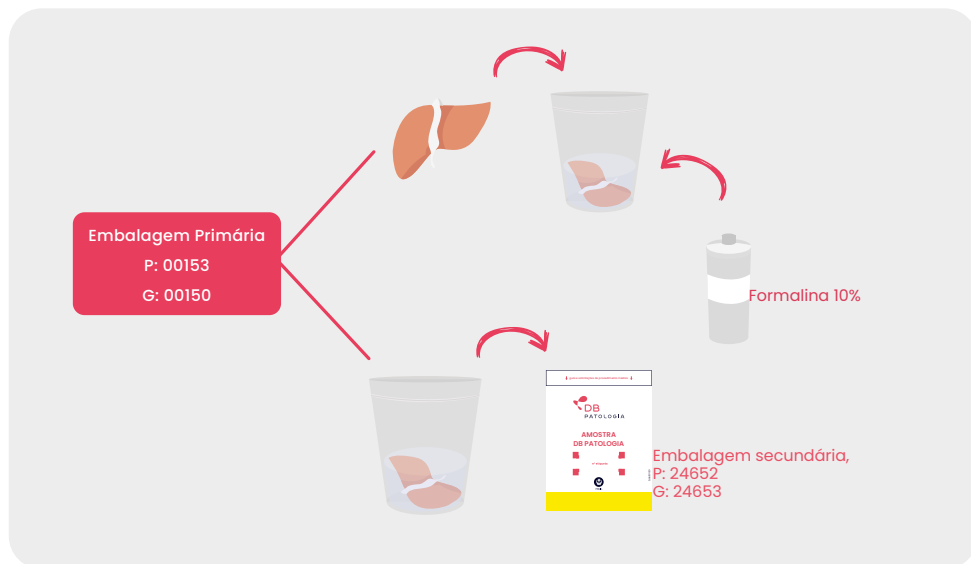 Embalagem Primária
P: 00153
G: 00150
Formalina 10%
DB
PATOLOGIA
AMOSTRA
DB PATOLOGIA
Embalagem secundária,
P: 24652
G: 24653